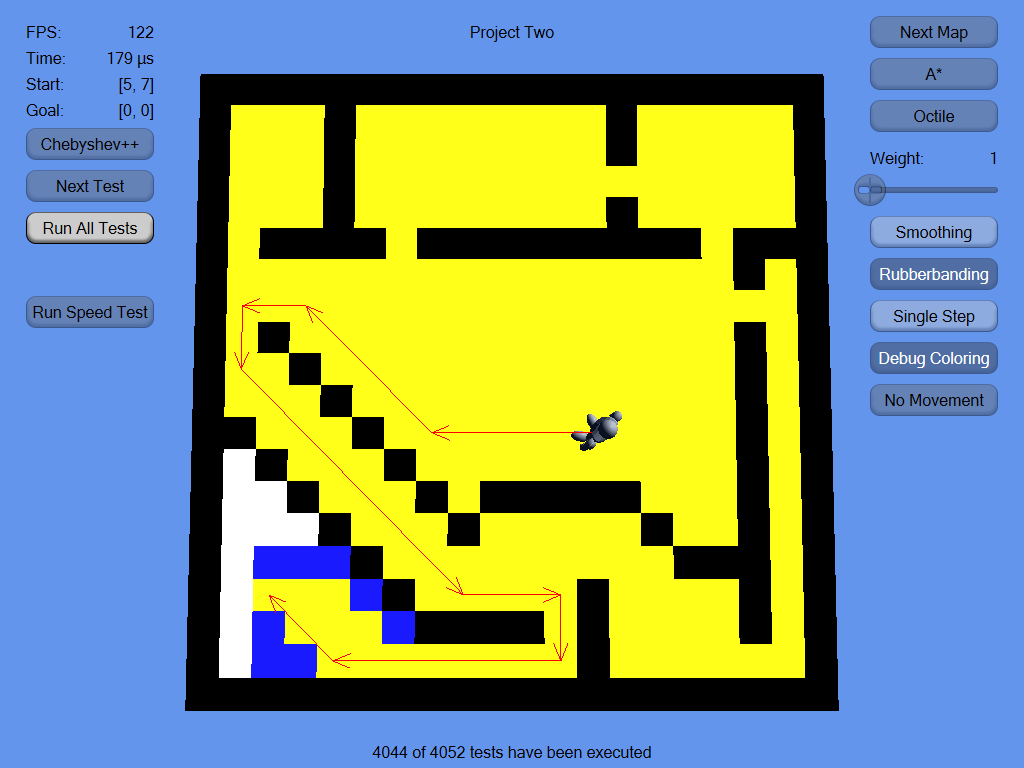 FPS: 122
Time: 179 µs
Start: [5, 7]
Goal: [0, 0]
Chebyshev++
Next Test
Run All Tests
Run Speed Test
Project Two
Next Map
A*
Octile
Weight: 1
Smoothing
Rubberbanding
Single Step
Debug Coloring
No Movement
4044 of 4052 tests have been executed